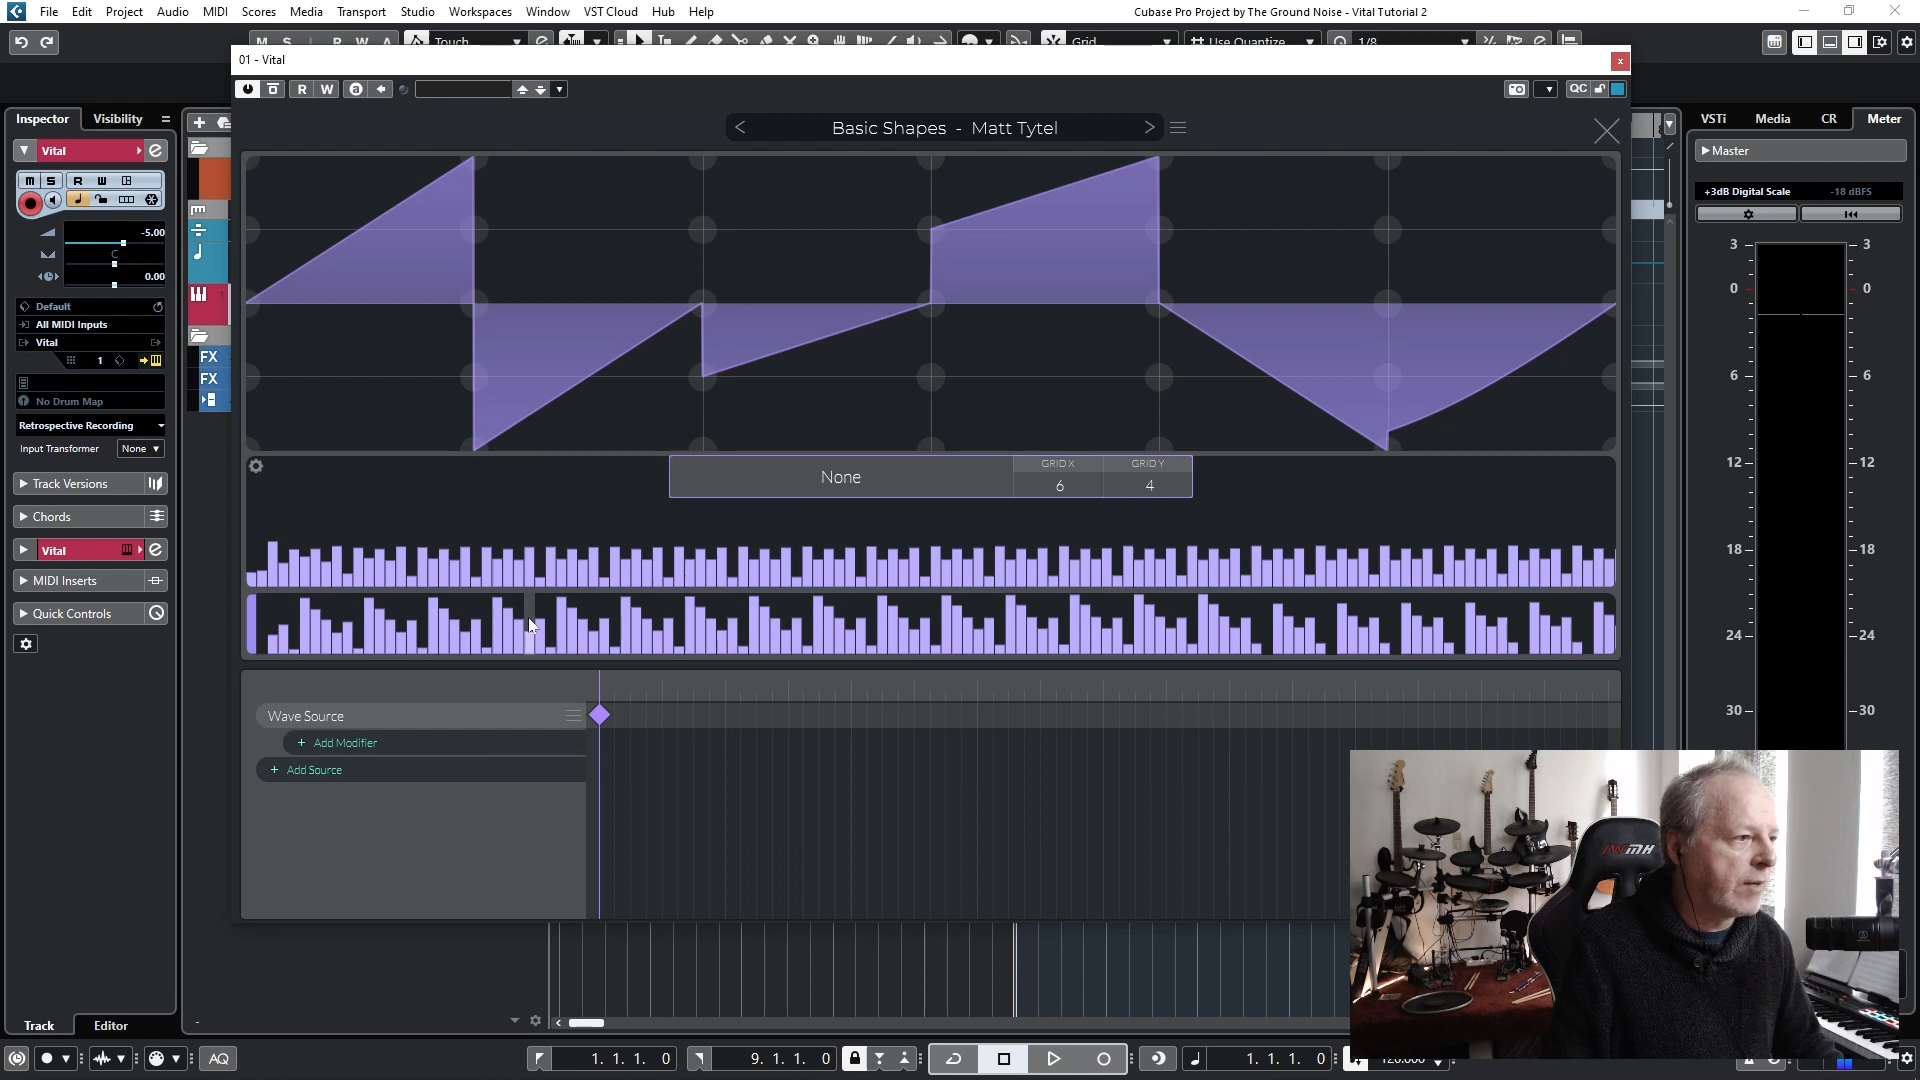 File Edit Project Audio MIDI Scores Media Transport Studio Workspaces Window VST Cloud Hub Help
Cubase Pro Project by The Ground Noise - Vital Tutorial 2
M S R W A Touch Grid Use Quantize 1/8
01 - Vital
R W a QC
Inspector Visibility
VSTi Media CR Meter
Basic Shapes - Matt Tytel
Vital
Master
M S R W
+3dB Digital Scale -18 dBFS
-5.00
C
0.00
Default
All MIDI Inputs
Vital
1
No Drum Map
FX
FX
Retrospective Recording
Input Transformer None
Track Versions
Chords
Vital
MIDI Inserts
Quick Controls
None
GRID X
6
GRID Y
4
3 3
0 0
6 6
12 12
18 18
24 24
30 30
Wave Source
+ Add Modifier
+ Add Source
IWMH
Track Editor
AQ
1. 1. 1. 0
9. 1. 1. 0
1. 1. 1. 0
120.000